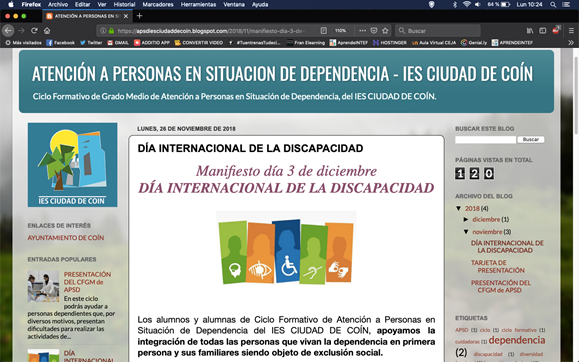 Firefox Archivo Editar Ver Historial Marcadores Herramientas Ventana Ayuda 64 % Lun 10:24
ATENCIÓN A PERSONAS EN S
https://apsdiesciudaddecoin.blogspot.com/2018/11/manifiesto-dia-3-de 110% Buscar
Más visitados Facebook Twitter ADDITIO APP CONVERTIR VIDEO #TuentrenasTudeci Fran Elearning AprendeINTEF HOSTINGER Aula Virtual CEJA Genial.ly APRENDEINTEF
ATENCIÓN A PERSONAS EN SITUACION DE DEPENDENCIA - IES CIUDAD DE COÍN
Ciclo Formativo de Grado Medio de Atención a Personas en Situación de Dependencia, del IES CIUDAD DE COÍN.
IES CIUDAD DE COIN
ENLACES DE INTERÉS
AYUNTAMIENTO DE COÍN
ENTRADAS POPULARES
PRESENTACIÓN
DEL CFGM de
APSD
En este ciclo
podrás ayudar a
personas dependientes que, por
diversos motivos, presentan
dificultades para realizar las
actividades de...
DÍA
INTERNACIONAL
LUNES, 26 DE NOVIEMBRE DE 2018
DÍA INTERNACIONAL DE LA DISCAPACIDAD
Manifiesto día 3 de diciembre
DÍA INTERNACIONAL DE LA DISCAPACIDAD
Los alumnos y alumnas de Ciclo Formativo de Atención a Personas en
Situación de Dependencia del IES CIUDAD DE COÍN, apoyamos la
integración de todas las personas que vivan la dependencia en primera
persona y sus familiares siendo objeto de exclusión social.
BUSCAR ESTE BLOG
Buscar
PÁGINAS VISTAS EN TOTAL
120
ARCHIVO DEL BLOG
▼ 2018 (4)
► diciembre (1)
▼ noviembre (3)
DÍA INTERNACIONAL DE
LA DISCAPACIDAD
TARJETA DE
PRESENTACIÓN
PRESENTACIÓN DEL
CFGM de APSD
ETIQUETAS
APSD (1) ciclo (1) ciclo formativo (1)
cuidadoras (1) dependencia
(2) discapacidad (1) diversidad